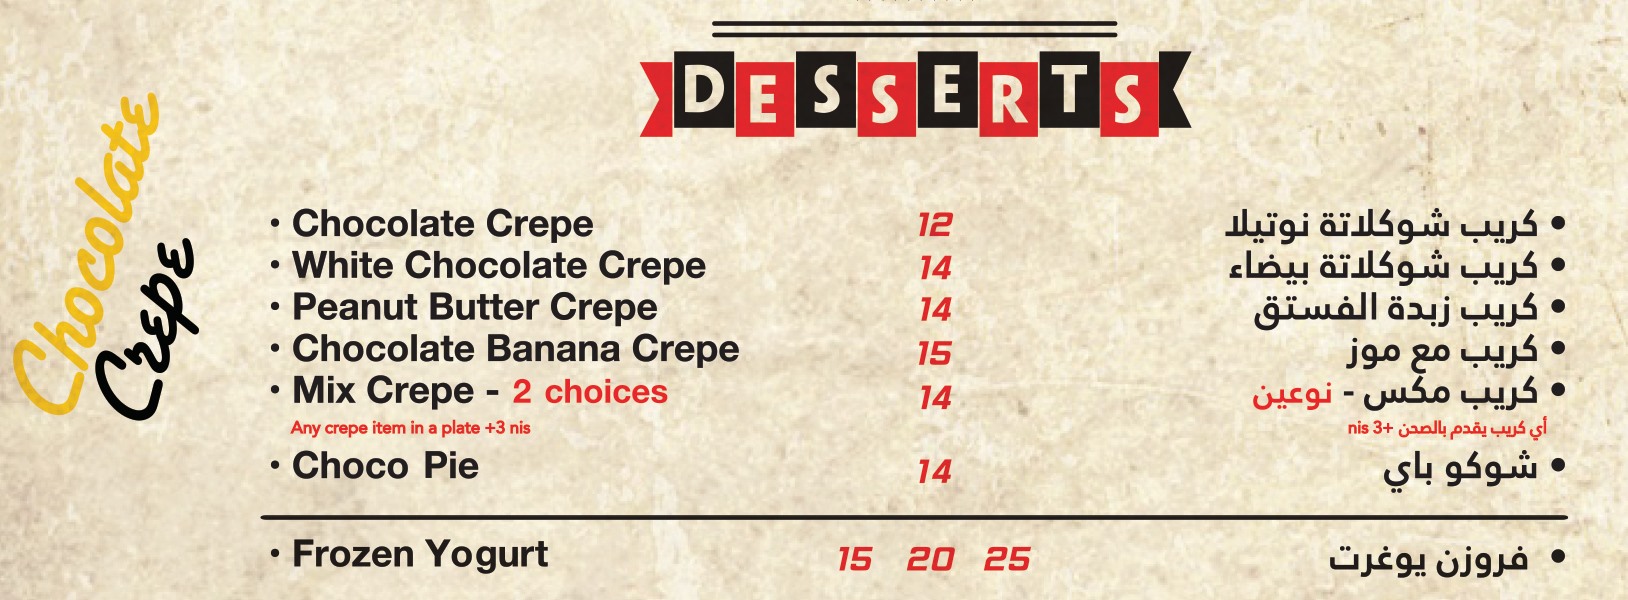 DESSERTS
Chocolate
Crepe
• Chocolate Crepe 12 كريب شوكلاتة نوتيلا •
• White Chocolate Crepe 14 كريب شوكلاتة بيضاء •
• Peanut Butter Crepe 14 كريب زبدة الفستق •
• Chocolate Banana Crepe 15 كريب مع موز •
• Mix Crepe - 2 choices 14 كريب مكس - نوعين •
Any crepe item in a plate +3 nis أي كريب يقدم بالصحن +3 nis
• Choco Pie 14 شوكو باي •
• Frozen Yogurt 15 20 25 فروزن يوغرت •